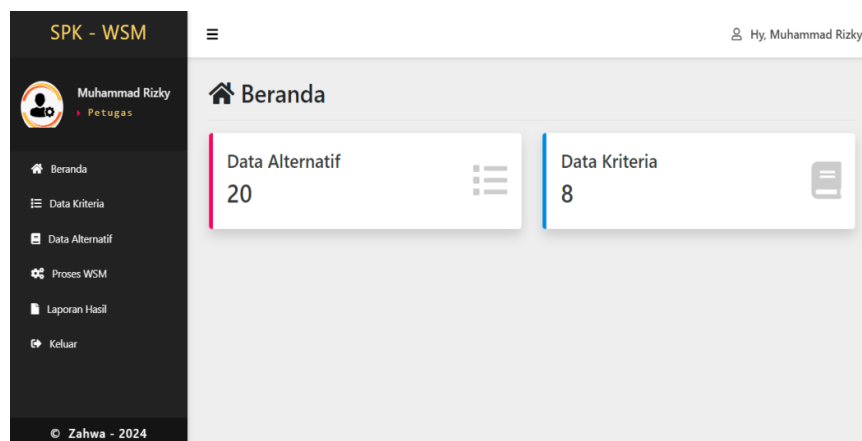 SPK - WSM
Hy, Muhammad Rizky
Muhammad Rizky
Petugas
Beranda
Data Kriteria
Data Alternatif
Proses WSM
Laporan Hasil
Keluar
© Zahwa - 2024
Beranda
Data Alternatif
20
Data Kriteria
8